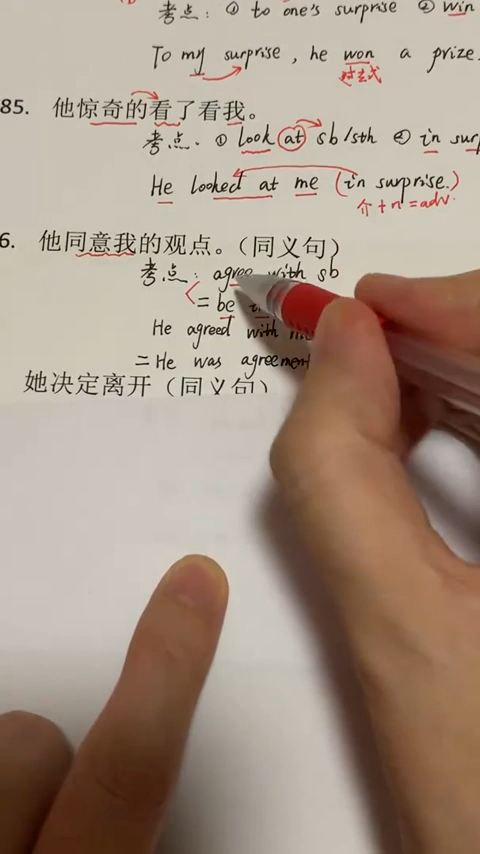 考点: ① to one's surprise ② win
To my surprise, he won a prize.
过去式
85. 他惊奇的看了看我。
考点. ① look at sb/sth ② in sur
He looked at me (in surprise.)
介+n=adv.
6. 他同意我的观点。(同义句)
考点: agree with sb
= be
He agreed with
= He was agreement
她决定离开(同义句)